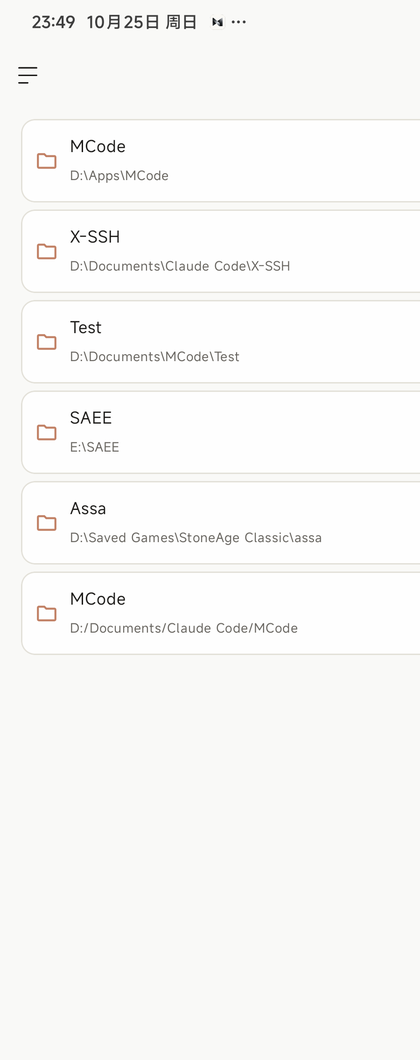 23:49 10月25日 周日
MCode
D:\Apps\MCode
X-SSH
D:\Documents\Claude Code\X-SSH
Test
D:\Documents\MCode\Test
SAEE
E:\SAEE
Assa
D:\Saved Games\StoneAge Classic\assa
MCode
D:/Documents/Claude Code/MCode